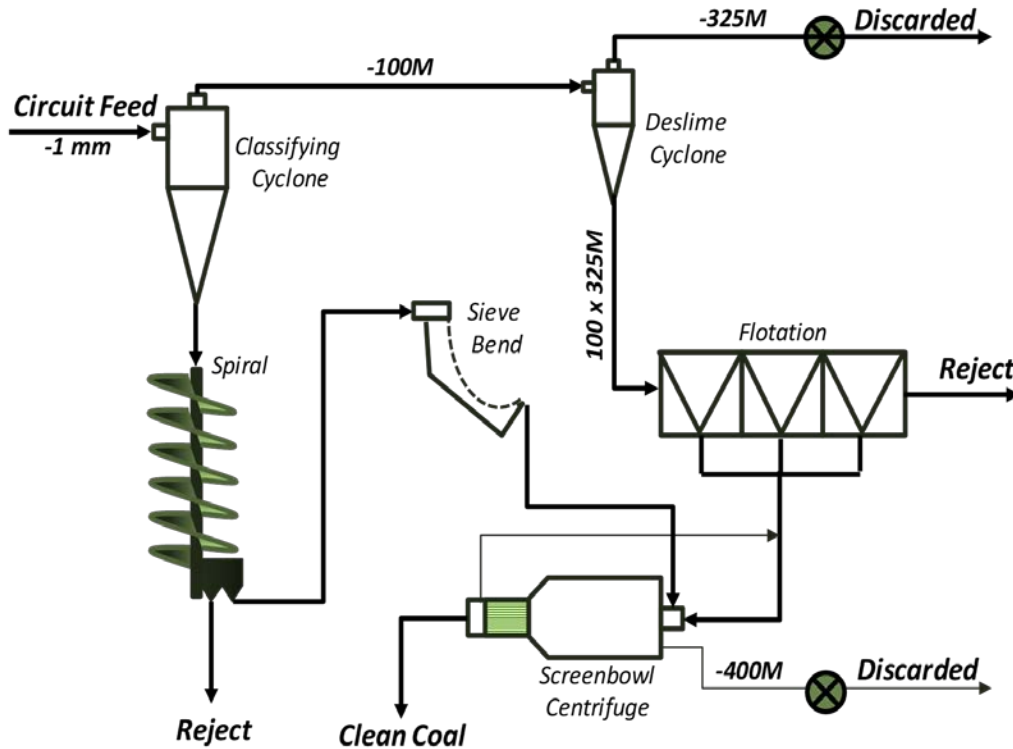 -325M
Discarded
-100M
Circuit Feed
-1 mm
Classifying
Cyclone
Deslime
Cyclone
100 x 325M
Sieve
Bend
Flotation
Spiral
Reject
Screenbowl
Centrifuge
-400M
Discarded
Reject
Clean Coal